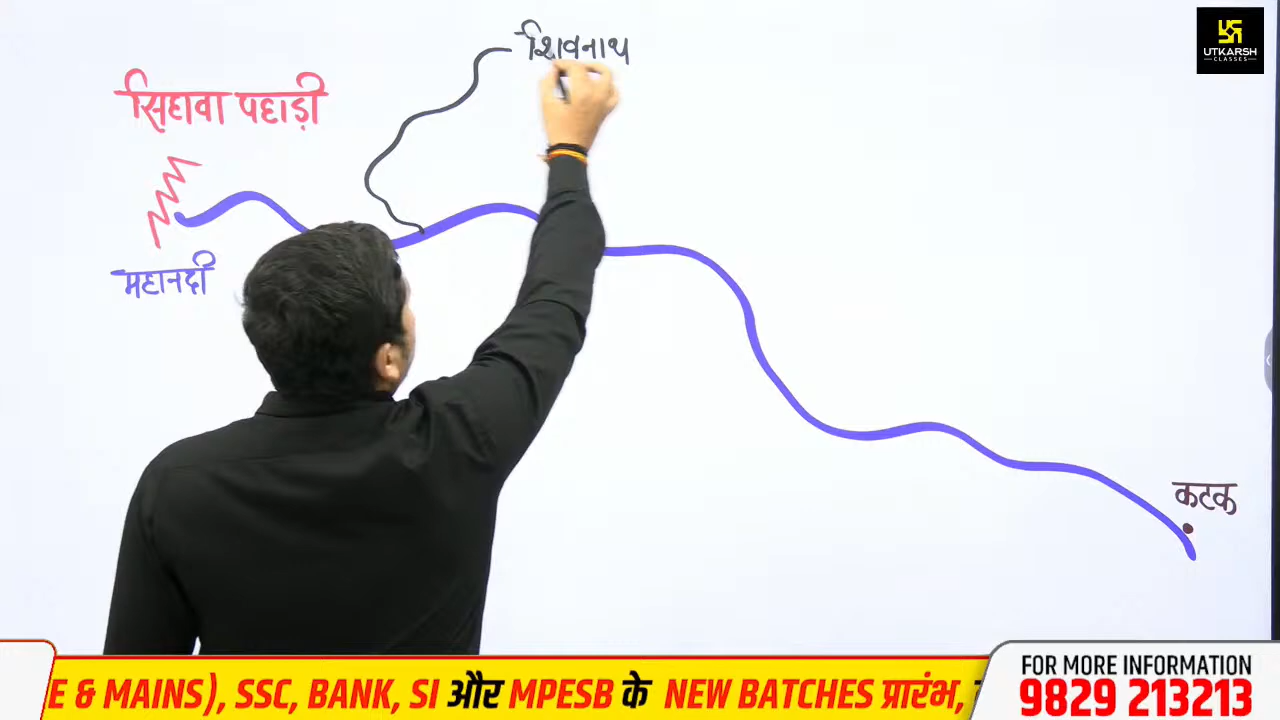 शिवनाथ
UTKARSH
CLASSES
सिहावा पहाड़ी
महानदी
कटक
E & MAINS), SSC, BANK, SI और MPESB के NEW BATCHES प्रारंभ,
FOR MORE INFORMATION
9829 213213